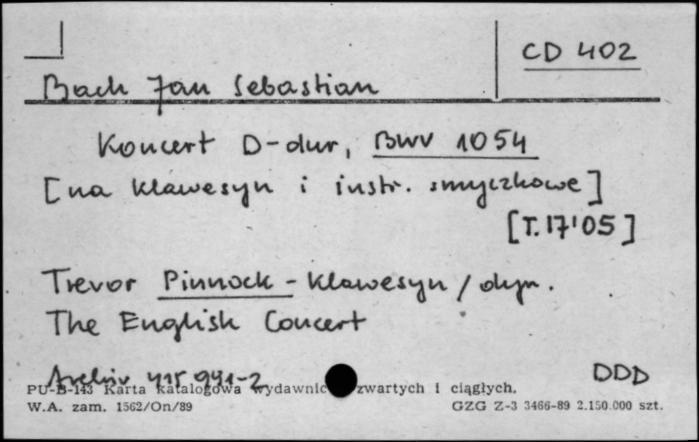 CD 402
Bach Jan Sebastian
Koncert D-dur, BWV 1054
[na klawesyn i instr. smyczkowe]
[T.17'05]
Trevor Pinnock - klawesyn / dyr.
The English Concert
Archiv 415 991-2 DDD
PU-B-143 Karta katalogowa wydawnic zwartych i ciągłych.
W.A. zam. 1562/On/89 GZG Z-3 3466-89 2.150.000 szt.